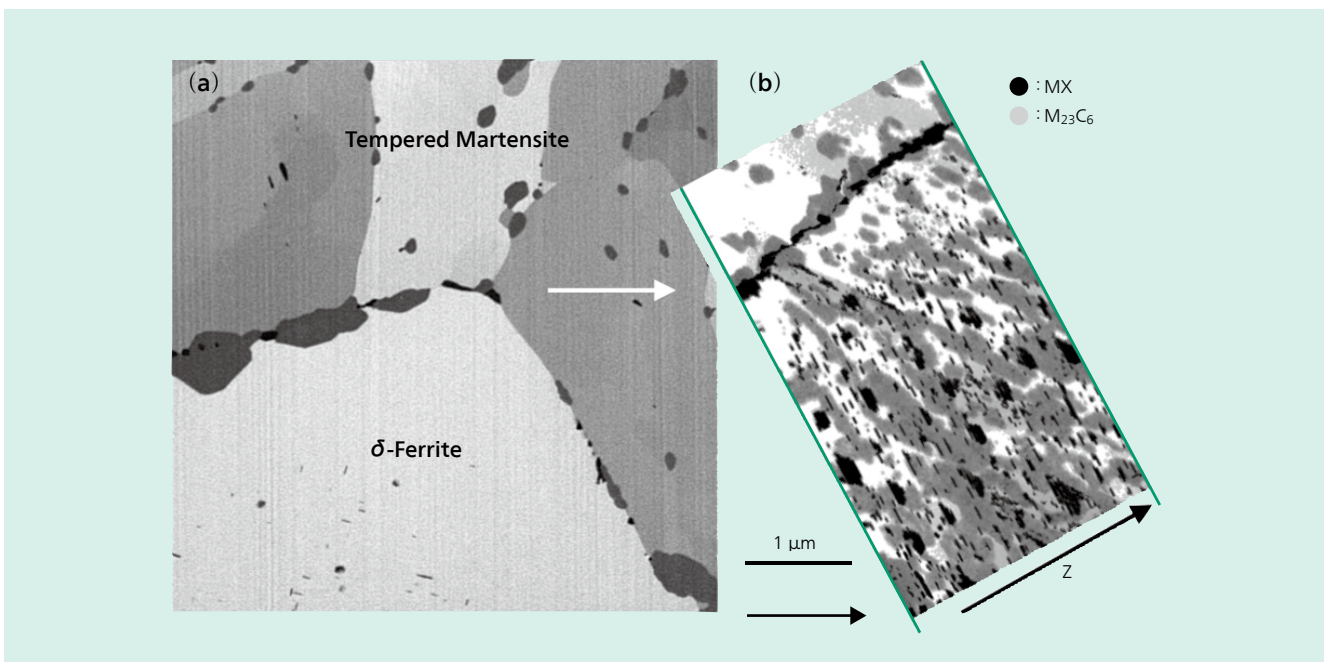 (a)
Tempered Martensite
δ-Ferrite
(b)
: MX
: M₂₃C₆
1 μm
Z